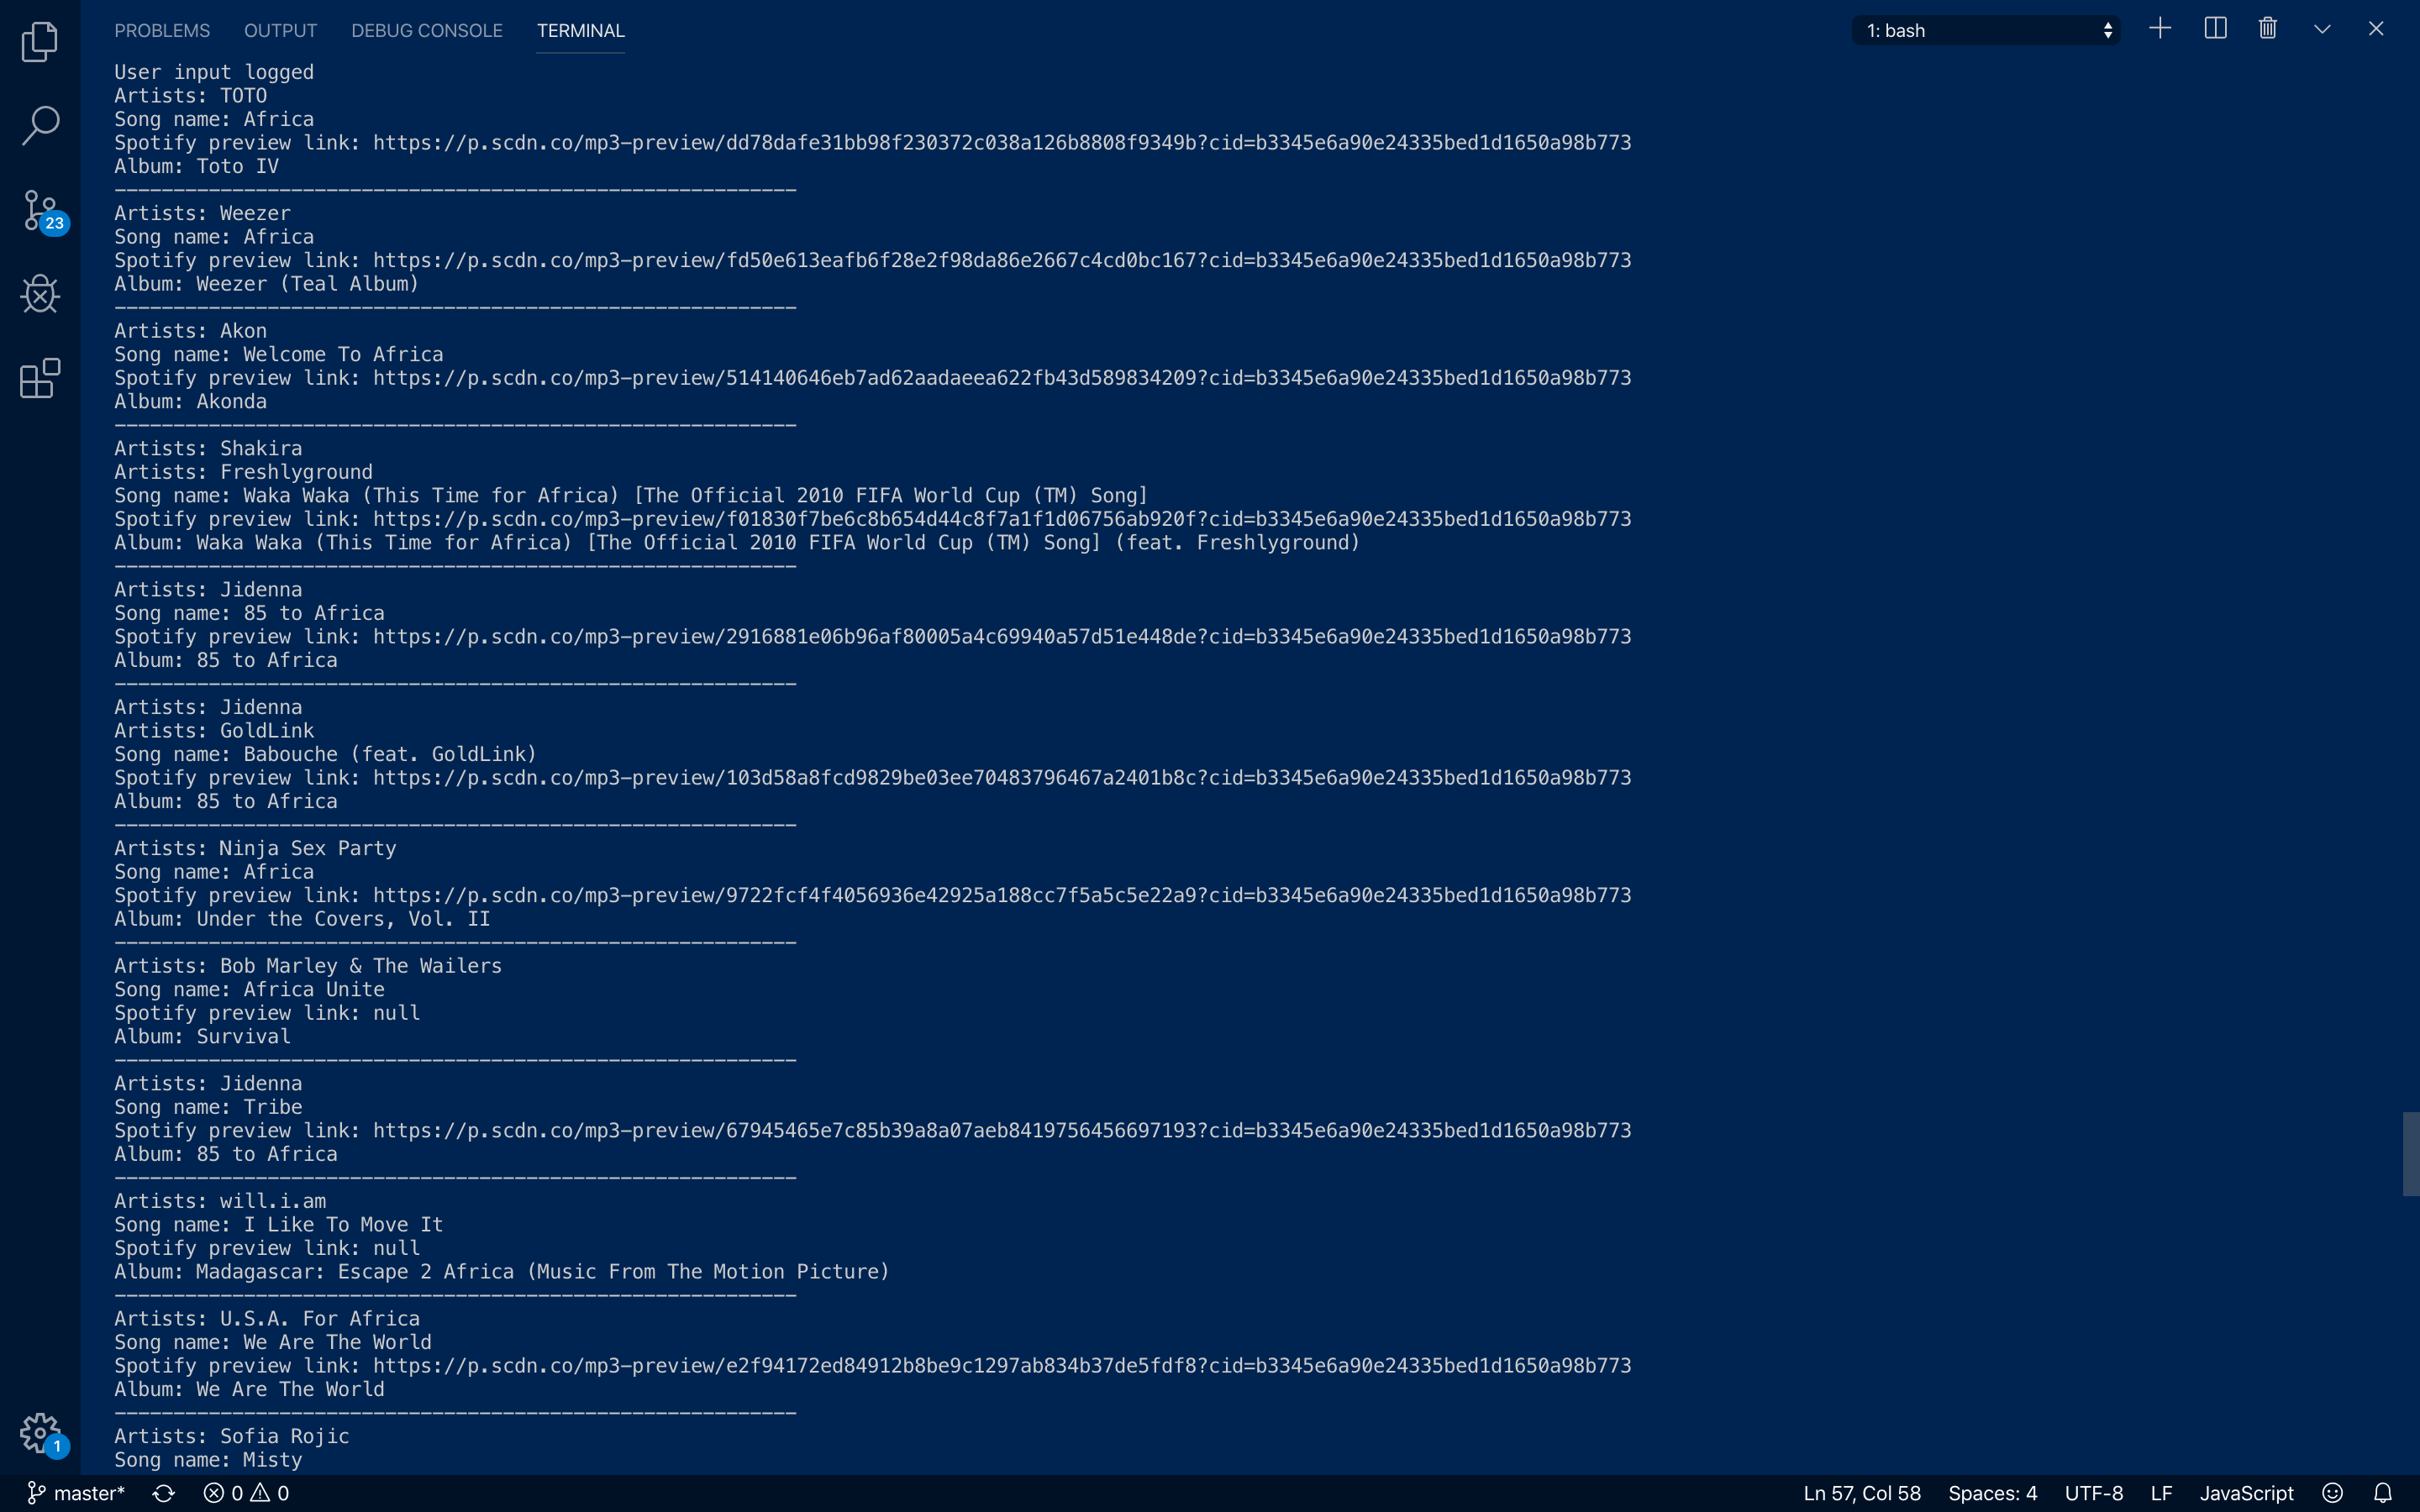 PROBLEMS OUTPUT DEBUG CONSOLE TERMINAL 1: bash
User input logged
Artists: TOTO
Song name: Africa
Spotify preview link: https://p.scdn.co/mp3-preview/dd78dafe31bb98f230372c038a126b8808f9349b?cid=b3345e6a90e24335bed1d1650a98b773
Album: Toto IV
----------------------------------------------------------
Artists: Weezer
Song name: Africa
Spotify preview link: https://p.scdn.co/mp3-preview/fd50e613eafb6f28e2f98da86e2667c4cd0bc167?cid=b3345e6a90e24335bed1d1650a98b773
Album: Weezer (Teal Album)
----------------------------------------------------------
Artists: Akon
Song name: Welcome To Africa
Spotify preview link: https://p.scdn.co/mp3-preview/514140646eb7ad62aadaeea622fb43d589834209?cid=b3345e6a90e24335bed1d1650a98b773
Album: Akonda
----------------------------------------------------------
Artists: Shakira
Artists: Freshlyground
Song name: Waka Waka (This Time for Africa) [The Official 2010 FIFA World Cup (TM) Song]
Spotify preview link: https://p.scdn.co/mp3-preview/f01830f7be6c8b654d44c8f7a1f1d06756ab920f?cid=b3345e6a90e24335bed1d1650a98b773
Album: Waka Waka (This Time for Africa) [The Official 2010 FIFA World Cup (TM) Song] (feat. Freshlyground)
----------------------------------------------------------
Artists: Jidenna
Song name: 85 to Africa
Spotify preview link: https://p.scdn.co/mp3-preview/2916881e06b96af80005a4c69940a57d51e448de?cid=b3345e6a90e24335bed1d1650a98b773
Album: 85 to Africa
----------------------------------------------------------
Artists: Jidenna
Artists: GoldLink
Song name: Babouche (feat. GoldLink)
Spotify preview link: https://p.scdn.co/mp3-preview/103d58a8fcd9829be03ee70483796467a2401b8c?cid=b3345e6a90e24335bed1d1650a98b773
Album: 85 to Africa
----------------------------------------------------------
Artists: Ninja Sex Party
Song name: Africa
Spotify preview link: https://p.scdn.co/mp3-preview/9722fcf4f4056936e42925a188cc7f5a5c5e22a9?cid=b3345e6a90e24335bed1d1650a98b773
Album: Under the Covers, Vol. II
----------------------------------------------------------
Artists: Bob Marley & The Wailers
Song name: Africa Unite
Spotify preview link: null
Album: Survival
----------------------------------------------------------
Artists: Jidenna
Song name: Tribe
Spotify preview link: https://p.scdn.co/mp3-preview/67945465e7c85b39a8a07aeb8419756456697193?cid=b3345e6a90e24335bed1d1650a98b773
Album: 85 to Africa
----------------------------------------------------------
Artists: will.i.am
Song name: I Like To Move It
Spotify preview link: null
Album: Madagascar: Escape 2 Africa (Music From The Motion Picture)
----------------------------------------------------------
Artists: U.S.A. For Africa
Song name: We Are The World
Spotify preview link: https://p.scdn.co/mp3-preview/e2f94172ed84912b8be9c1297ab834b37de5fdf8?cid=b3345e6a90e24335bed1d1650a98b773
Album: We Are The World
----------------------------------------------------------
Artists: Sofia Rojic
Song name: Misty
23
1
master* 0 0 Ln 57, Col 58 Spaces: 4 UTF-8 LF JavaScript